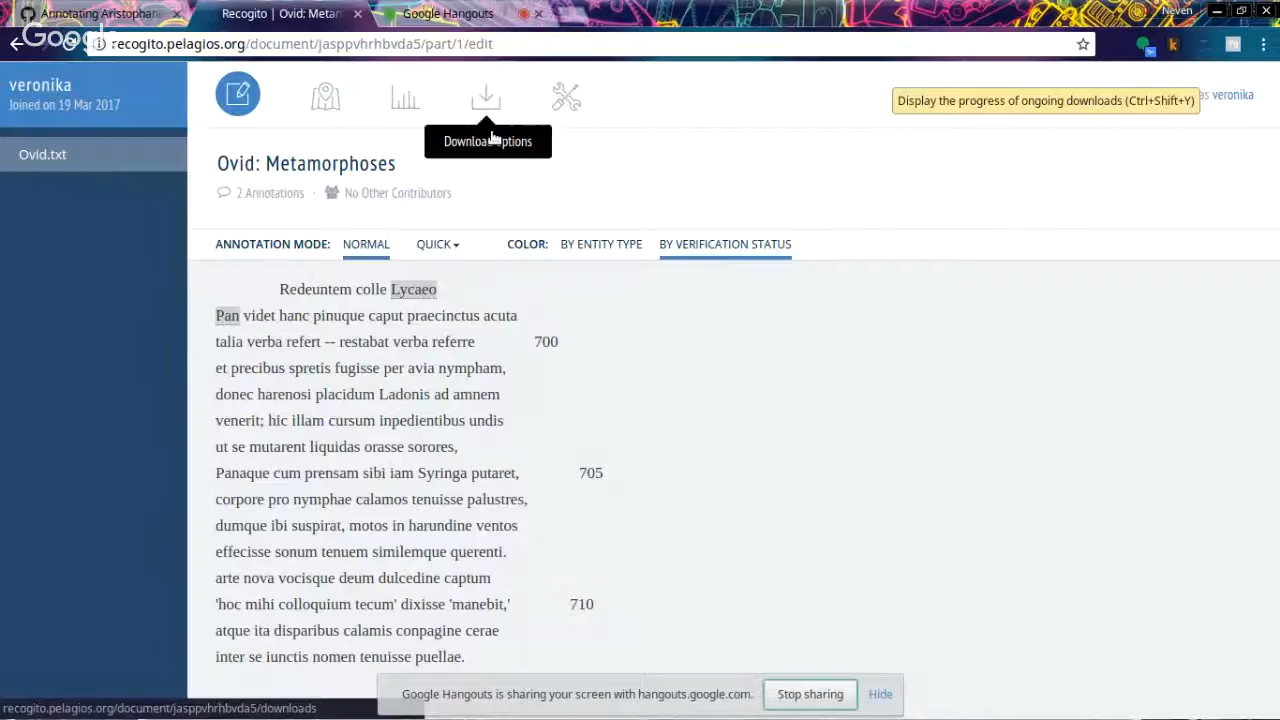 Annotating Aristophan
Recogito | Ovid: Metam
Google Hangouts
Neven
Google
recogito.pelagios.org/document/jasppvhrhbvda5/part/1/edit
veronika
Joined on 19 Mar 2017
Display the progress of ongoing downloads (Ctrl+Shift+Y)
as veronika
Download Options
Ovid.txt
Ovid: Metamorphoses
2 Annotations · No Other Contributors
ANNOTATION MODE: NORMAL QUICK COLOR: BY ENTITY TYPE BY VERIFICATION STATUS
Redeuntem colle Lycaeo
Pan videt hanc pinuque caput praecinctus acuta
talia verba refert -- restabat verba referre 700
et precibus spretis fugisse per avia nympham,
donec harenosi placidum Ladonis ad amnem
venerit; hic illam cursum inpedientibus undis
ut se mutarent liquidas orasse sorores,
Panaque cum prensam sibi iam Syringa putaret, 705
corpore pro nymphae calamos tenuisse palustres,
dumque ibi suspirat, motos in harundine ventos
effecisse sonum tenuem similemque querenti.
arte nova vocisque deum dulcedine captum
'hoc mihi colloquium tecum' dixisse 'manebit,' 710
atque ita disparibus calamis conpagine cerae
inter se iunctis nomen tenuisse puellae.
Google Hangouts is sharing your screen with hangouts.google.com. Stop sharing Hide
recogito.pelagios.org/document/jasppvhrhbvda5/downloads